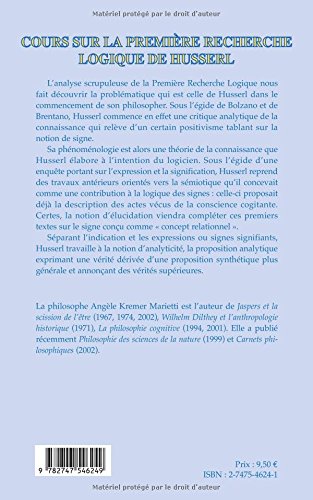 Matériel protégé par le droit d'auteur
COURS SUR LA PREMIÈRE RECHERCHE
LOGIQUE DE HUSSERL
L'analyse scrupuleuse de la Première Recherche Logique nous
fait découvrir la problématique qui est celle de Husserl dans le
commencement de son philosopher. Sous l'égide de Bolzano et de
Brentano, Husserl commence en effet une critique analytique de la
connaissance qui relève d'un certain positivisme tablant sur la
notion de signe.
Sa phénoménologie est alors une théorie de la connaissance que
Husserl élabore à l'intention du logicien. Sous l'égide d'une
enquête portant sur l'expression et la signification, Husserl reprend
des travaux antérieurs orientés vers la sémiotique qu'il concevait
comme une contribution à la logique des signes : celle-ci proposait
déjà la description des actes vécus de la conscience cogitante.
Certes, la notion d'élucidation viendra compléter ces premiers
textes sur le signe conçu comme « concept relationnel ».
Séparant l'indication et les expressions ou signes signifiants,
Husserl travaille à la notion d'analyticité, la proposition analytique
exprimant une vérité dérivée d'une proposition synthétique plus
générale et annonçant des vérités supérieures.
La philosophe Angèle Kremer Marietti est l'auteur de Jaspers et la
scission de l'être (1967, 1974, 2002), Wilhelm Dilthey et l'anthropologie
historique (1971), La philosophie cognitive (1994, 2001). Elle a publié
récemment Philosophie des sciences de la nature (1999) et Carnets phi-
losophiques (2002).
9 782747 546249
Prix : 9,50 €
ISBN : 2-7475-4624-1
Matériel protégé par le droit d'auteur